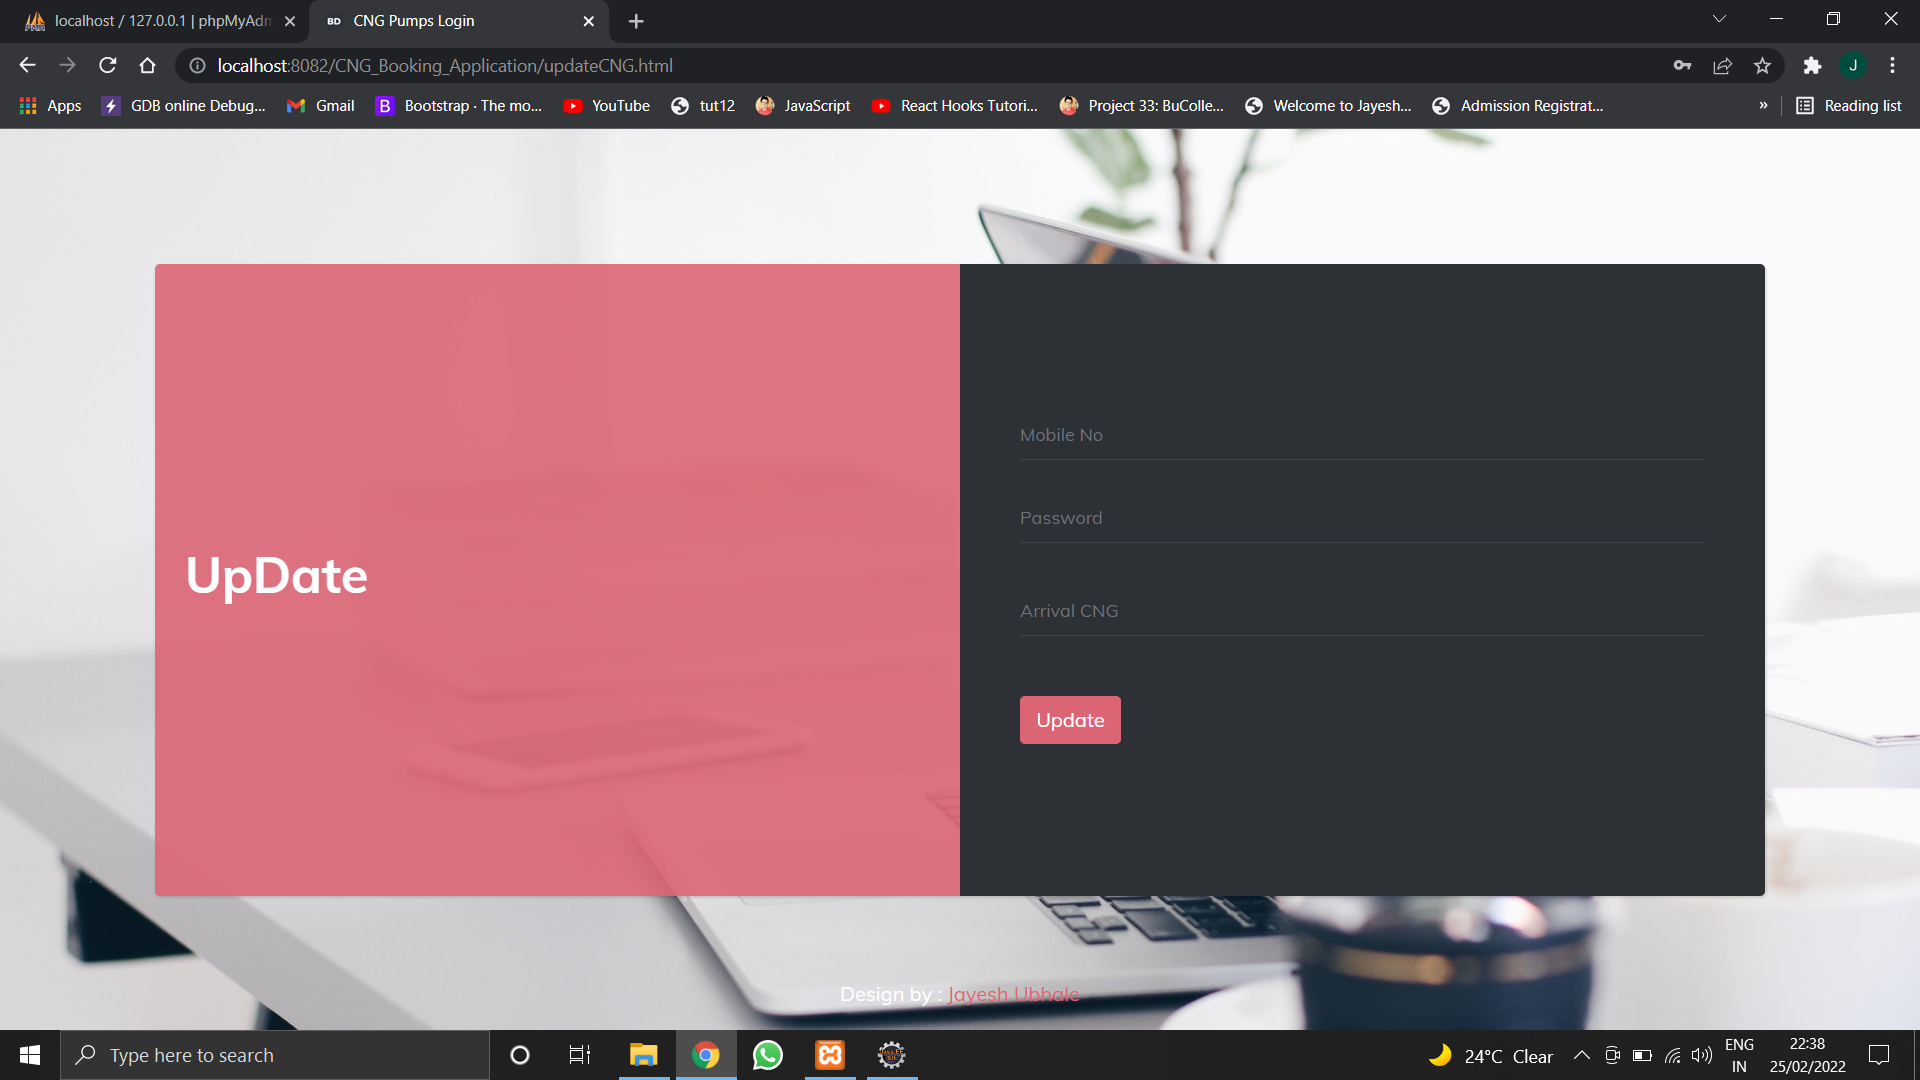 localhost / 127.0.0.1 | phpMyAdm
BD CNG Pumps Login
localhost:8082/CNG_Booking_Application/updateCNG.html
J
Apps
GDB online Debug...
Gmail
B Bootstrap · The mo...
YouTube
tut12
JavaScript
React Hooks Tutori...
Project 33: BuColle...
Welcome to Jayesh...
Admission Registrat...
»
Reading list
UpDate
Mobile No
Password
Arrival CNG
Update
Design by : Jayesh Ubhale
Type here to search
24°C Clear
ENG
IN
22:38
25/02/2022